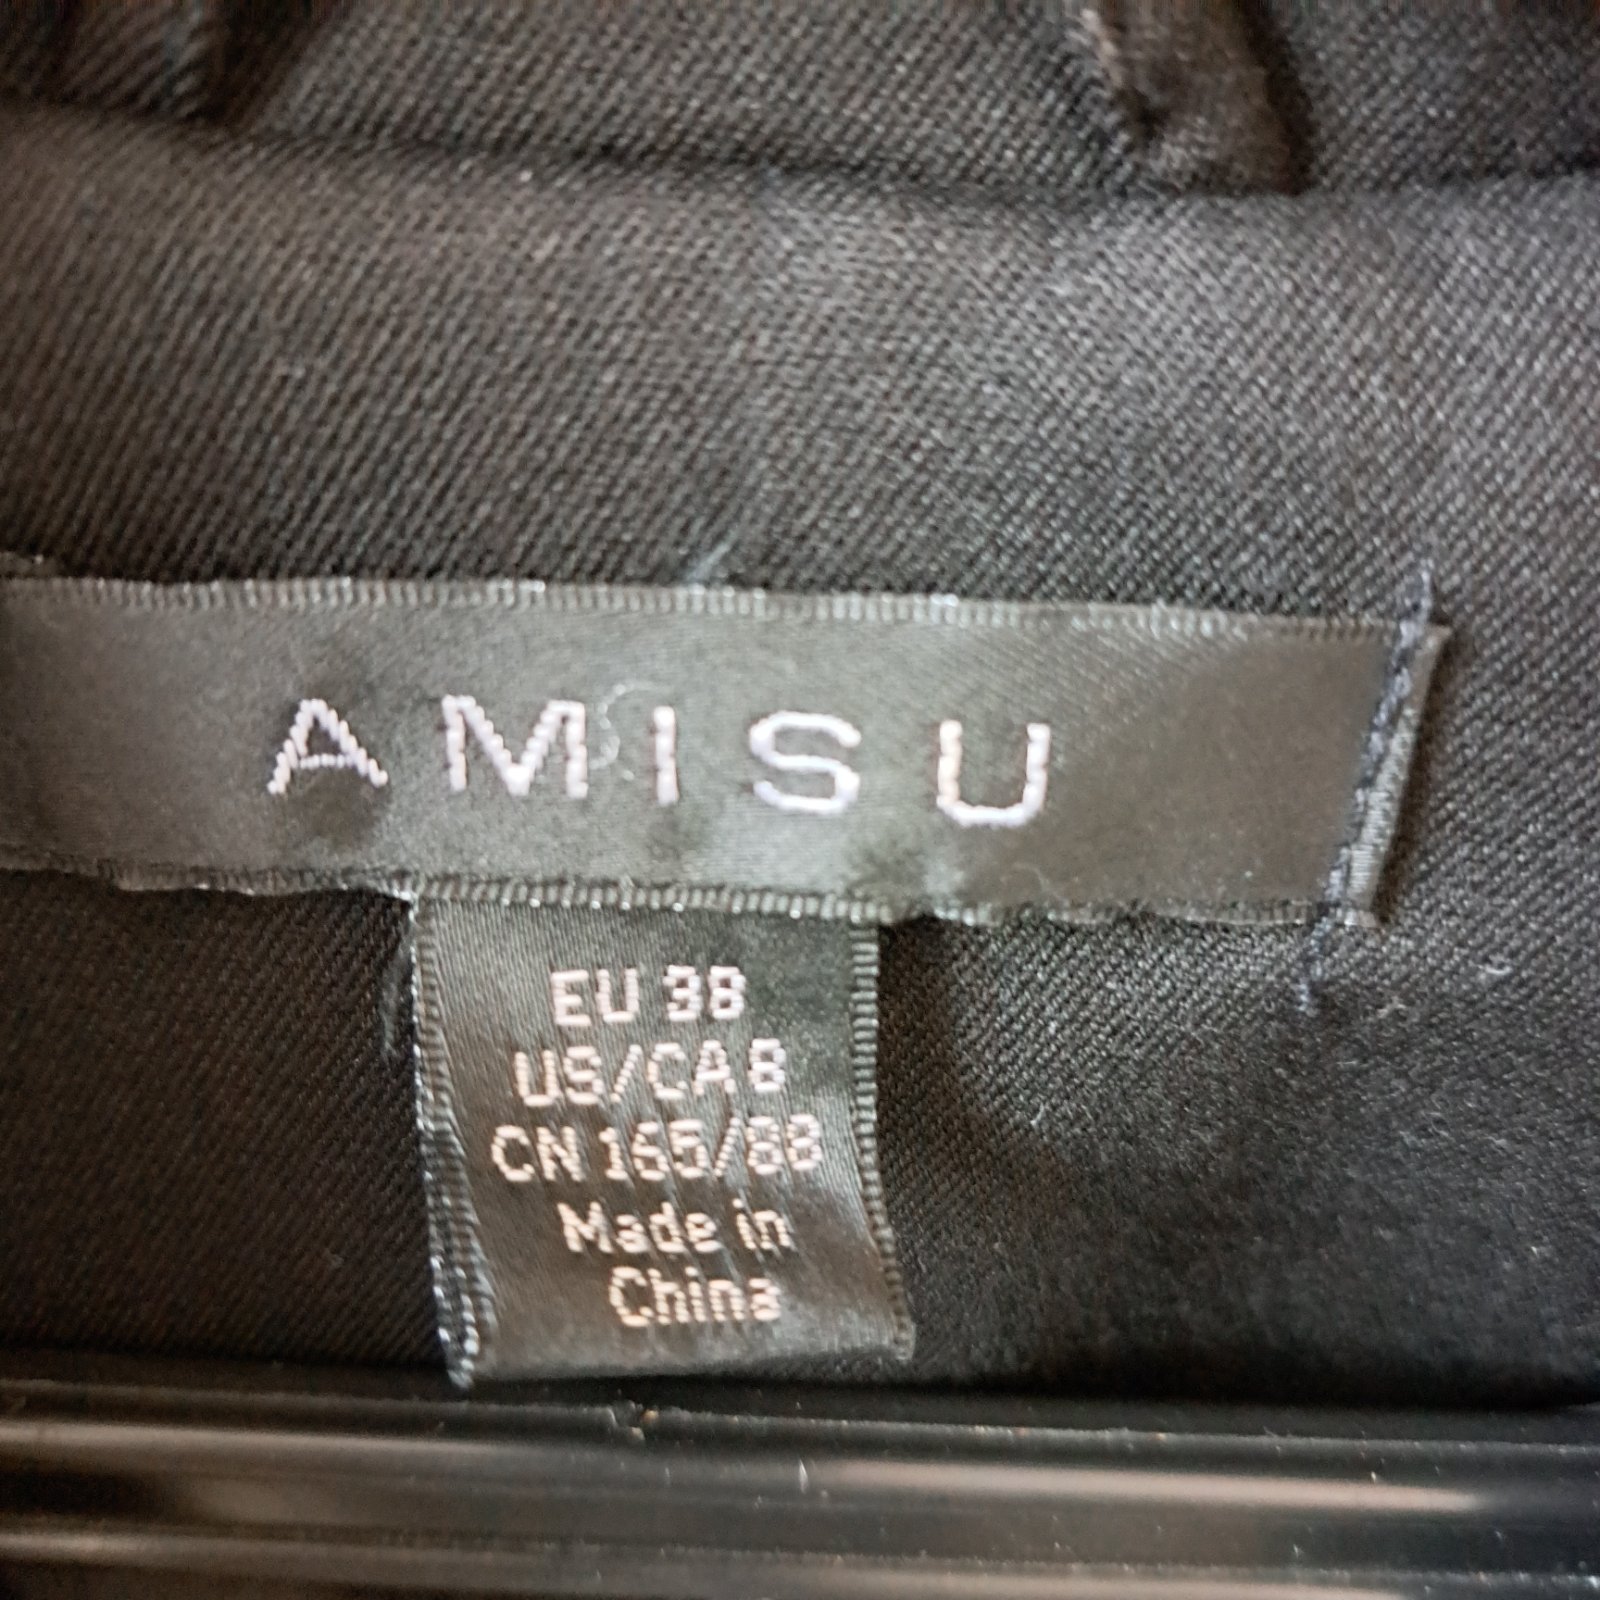 AMISU
EU 38
US/CA 8
CN 165/88
Made in
China